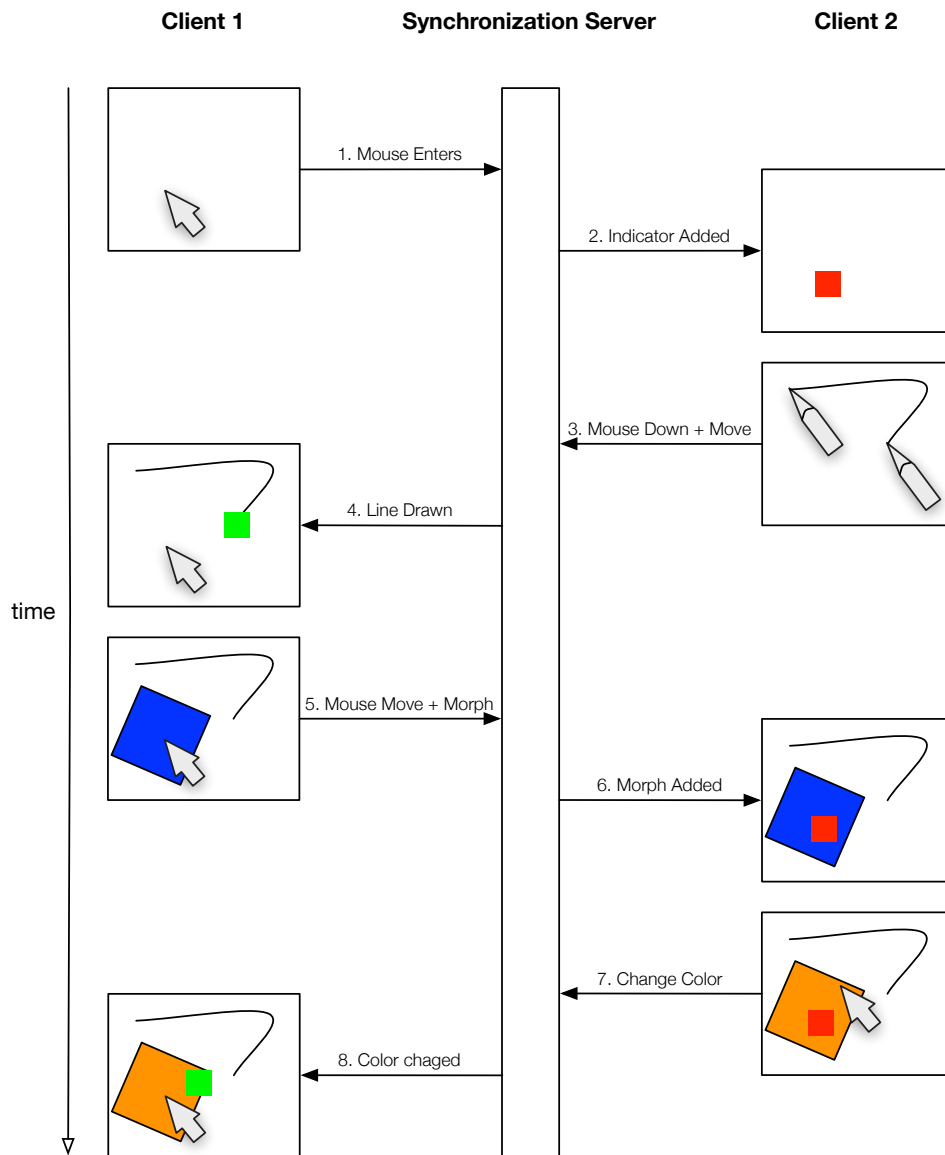 Client 1
Synchronization Server
Client 2
1. Mouse Enters
2. Indicator Added
3. Mouse Down + Move
4. Line Drawn
time
5. Mouse Move + Morph
6. Morph Added
7. Change Color
8. Color chaged